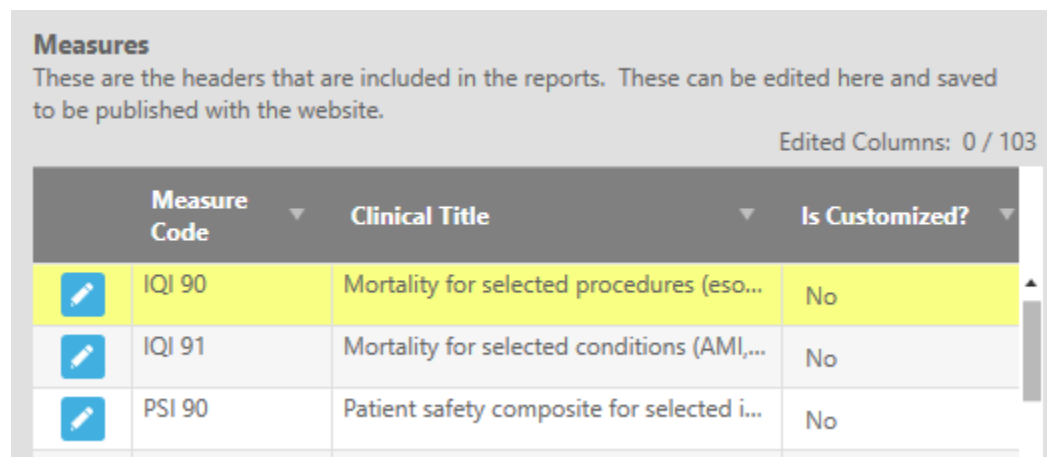 Measures
These are the headers that are included in the reports.  These can be edited here and saved
to be published with the website.
Edited Columns:  0 / 103
Measure Code	Clinical Title	Is Customized?
IQI 90	Mortality for selected procedures (eso...	No
IQI 91	Mortality for selected conditions (AMI,...	No
PSI 90	Patient safety composite for selected i...	No